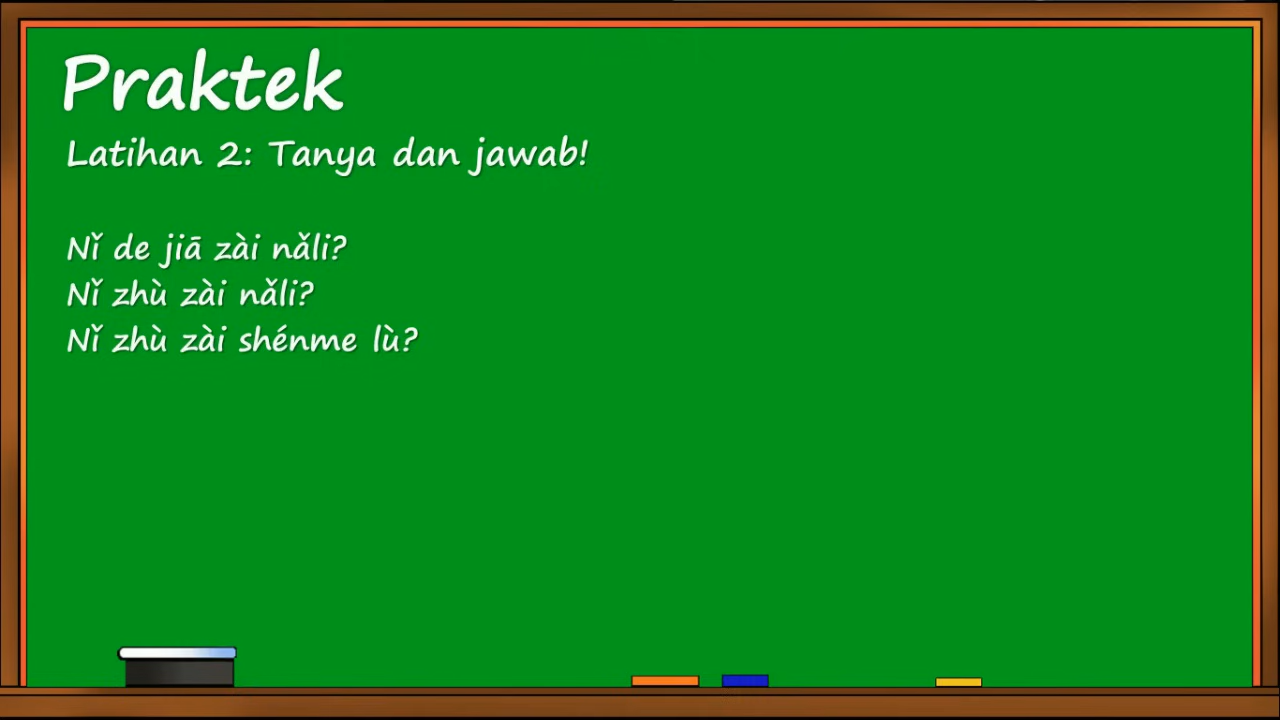 Praktek
Latihan 2: Tanya dan jawab!
Nǐ de jiā zài nǎli?
Nǐ zhù zài nǎli?
Nǐ zhù zài shénme lù?